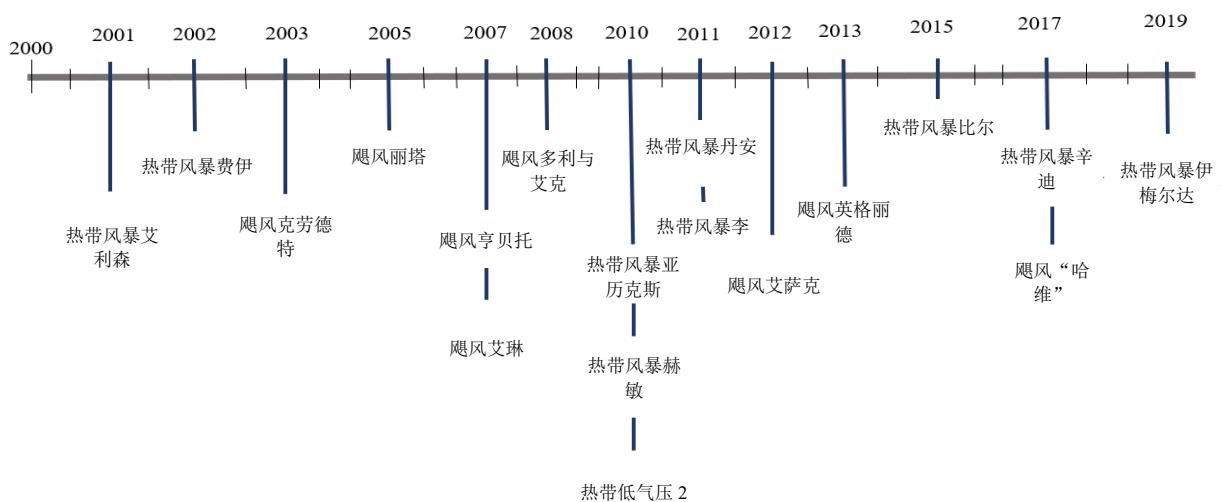 2000
2001
2002
2003
2005
2007
2008
2010
2011
2012
2013
2015
2017
2019
热带风暴艾
利森
热带风暴费伊
飓风克劳德
特
飓风丽塔
飓风亨贝托
飓风艾琳
飓风多利与
艾克
热带风暴亚
历克斯
热带风暴赫
敏
热带低气压 2
热带风暴丹安
热带风暴李
飓风艾萨克
飓风英格丽
德
热带风暴比尔
热带风暴辛
迪
飓风“哈
维”
热带风暴伊
梅尔达